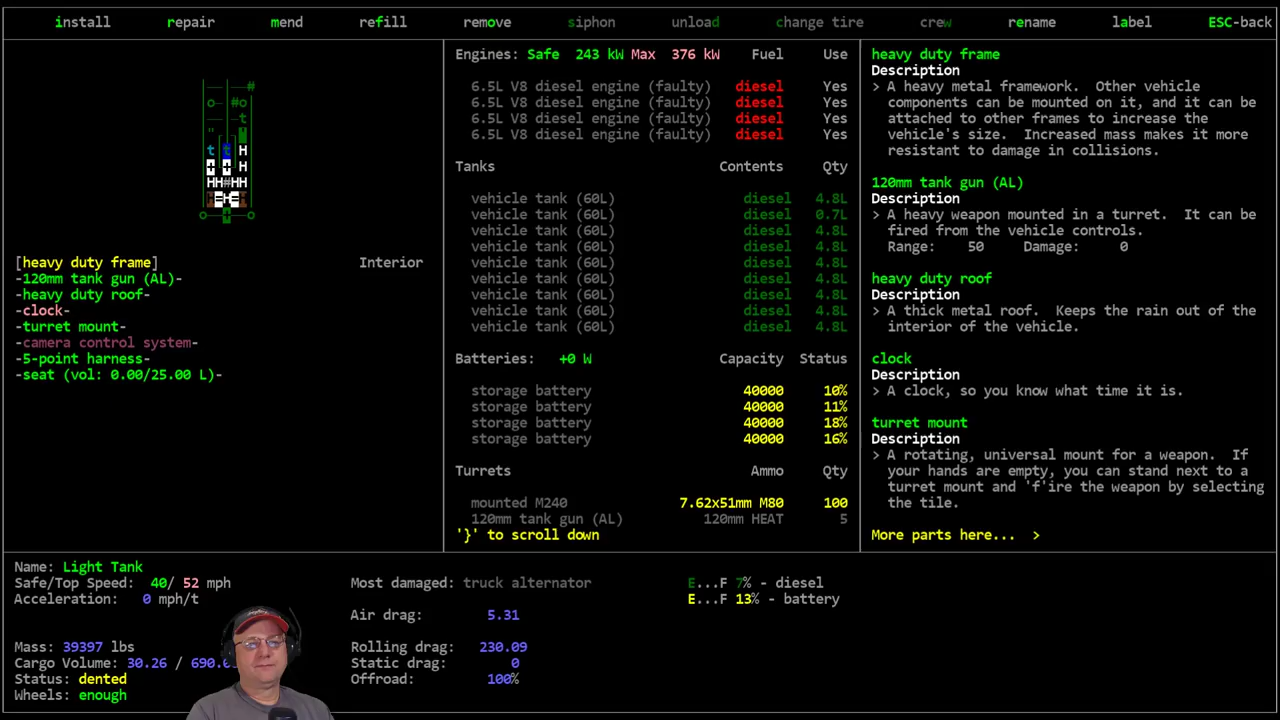 install repair mend refill remove siphon unload change tire crew rename label ESC-back
[heavy duty frame] Interior
-120mm tank gun (AL)-
-heavy duty roof-
-clock-
-turret mount-
-camera control system-
-5-point harness-
-seat (vol: 0.00/25.00 L)-
Engines: Safe 243 kW Max 376 kW Fuel Use
6.5L V8 diesel engine (faulty) diesel Yes
6.5L V8 diesel engine (faulty) diesel Yes
6.5L V8 diesel engine (faulty) diesel Yes
6.5L V8 diesel engine (faulty) diesel Yes
Tanks Contents Qty
vehicle tank (60L) diesel 4.8L
vehicle tank (60L) diesel 0.7L
vehicle tank (60L) diesel 4.8L
vehicle tank (60L) diesel 4.8L
vehicle tank (60L) diesel 4.8L
vehicle tank (60L) diesel 4.8L
vehicle tank (60L) diesel 4.8L
vehicle tank (60L) diesel 4.8L
vehicle tank (60L) diesel 4.8L
Batteries: +0 W Capacity Status
storage battery 40000 10%
storage battery 40000 11%
storage battery 40000 18%
storage battery 40000 16%
Turrets Ammo Qty
mounted M240 7.62x51mm M80 100
120mm tank gun (AL) 120mm HEAT 5
'}' to scroll down
heavy duty frame
Description
> A heavy metal framework. Other vehicle
components can be mounted on it, and it can be
attached to other frames to increase the
vehicle's size. Increased mass makes it more
resistant to damage in collisions.
120mm tank gun (AL)
Description
> A heavy weapon mounted in a turret. It can be
fired from the vehicle controls.
Range: 50 Damage: 0
heavy duty roof
Description
> A thick metal roof. Keeps the rain out of the
interior of the vehicle.
clock
Description
> A clock, so you know what time it is.
turret mount
Description
> A rotating, universal mount for a weapon. If
your hands are empty, you can stand next to a
turret mount and 'f'ire the weapon by selecting
the tile.
More parts here... >
Name: Light Tank
Safe/Top Speed: 40/ 52 mph
Acceleration: 0 mph/t
Mass: 39397 lbs
Cargo Volume: 30.26 / 690.
Status: dented
Wheels: enough
Most damaged: truck alternator
Air drag: 5.31
Rolling drag: 230.09
Static drag: 0
Offroad: 100%
E...F 7% - diesel
E...F 13% - battery